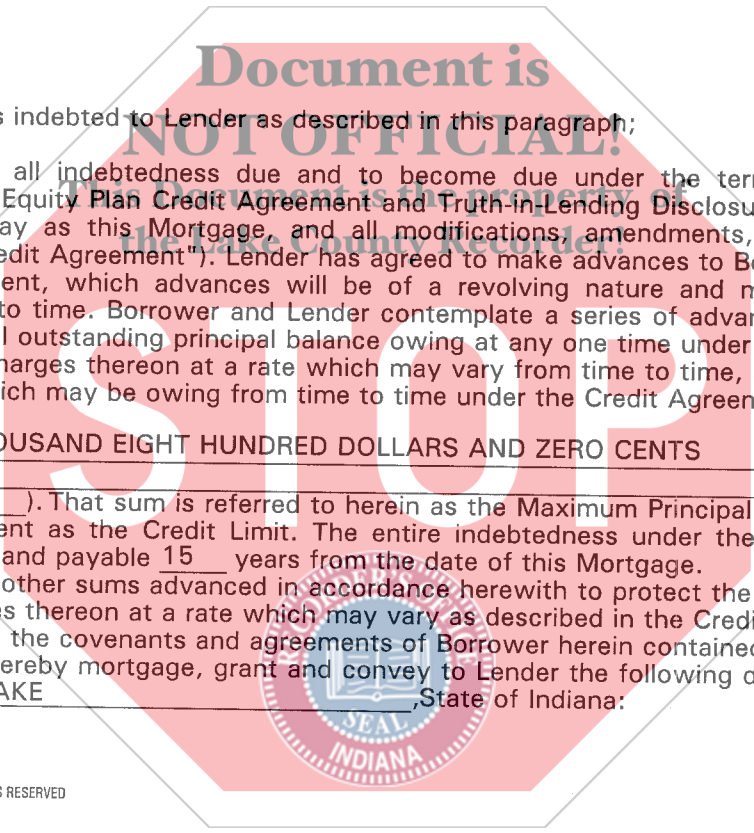 Document is
s indebted to Lender as described in this paragraph;
NOT OFFICIAL!
all indebtedness due and to become due under the ter
This Document is the property of
Equity Plan Credit Agreement and Truth-in-Lending Disclosu
ay as this Mortgage, and all modifications, amendments,
the Lake County Recorder!
edit Agreement"). Lender has agreed to make advances to B
ent, which advances will be of a revolving nature and m
to time. Borrower and Lender contemplate a series of advan
l outstanding principal balance owing at any one time under
harges thereon at a rate which may vary from time to time,
ich may be owing from time to time under the Credit Agreem
STOP
OUSAND EIGHT HUNDRED DOLLARS AND ZERO CENTS
). That sum is referred to herein as the Maximum Principal
ent as the Credit Limit. The entire indebtedness under the
and payable 15 years from the date of this Mortgage.
other sums advanced in accordance herewith to protect the
es thereon at a rate which may vary as described in the Credi
the covenants and agreements of Borrower herein contained
ereby mortgage, grant and convey to Lender the following d
AKE ,State of Indiana:
RECORDER'S OFFICE
SEAL
INDIANA
S RESERVED